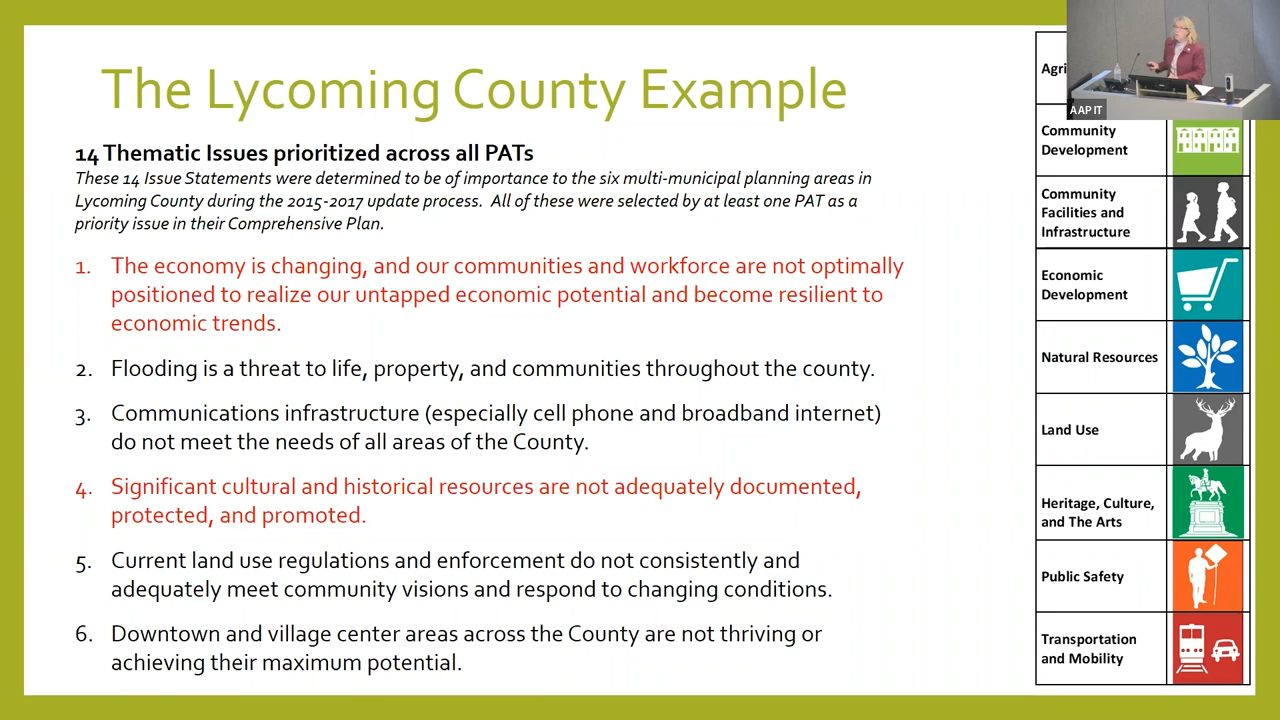 The Lycoming County Example
14 Thematic Issues prioritized across all PATs
These 14 Issue Statements were determined to be of importance to the six multi-municipal planning areas in
Lycoming County during the 2015-2017 update process. All of these were selected by at least one PAT as a
priority issue in their Comprehensive Plan.
1. The economy is changing, and our communities and workforce are not optimally
positioned to realize our untapped economic potential and become resilient to
economic trends.
2. Flooding is a threat to life, property, and communities throughout the county.
3. Communications infrastructure (especially cell phone and broadband internet)
do not meet the needs of all areas of the County.
4. Significant cultural and historical resources are not adequately documented,
protected, and promoted.
5. Current land use regulations and enforcement do not consistently and
adequately meet community visions and respond to changing conditions.
6. Downtown and village center areas across the County are not thriving or
achieving their maximum potential.
Agri
AAP IT
Community
Development
Community
Facilities and
Infrastructure
Economic
Development
Natural Resources
Land Use
Heritage, Culture,
and The Arts
Public Safety
Transportation
and Mobility